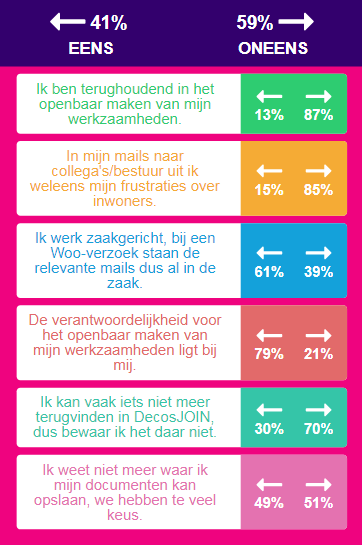 41% 59%
EENS ONEENS
Ik ben terughoudend in het
openbaar maken van mijn
werkzaamheden.
13% 87%
In mijn mails naar
collega's/bestuur uit ik
weleens mijn frustraties over
inwoners.
15% 85%
Ik werk zaakgericht, bij een
Woo-verzoek staan de
relevante mails dus al in de
zaak.
61% 39%
De verantwoordelijkheid voor
het openbaar maken van
mijn werkzaamheden ligt bij
mij.
79% 21%
Ik kan vaak iets niet meer
terugvinden in DecosJOIN,
dus bewaar ik het daar niet.
30% 70%
Ik weet niet meer waar ik
mijn documenten kan
opslaan, we hebben te veel
keus.
49% 51%